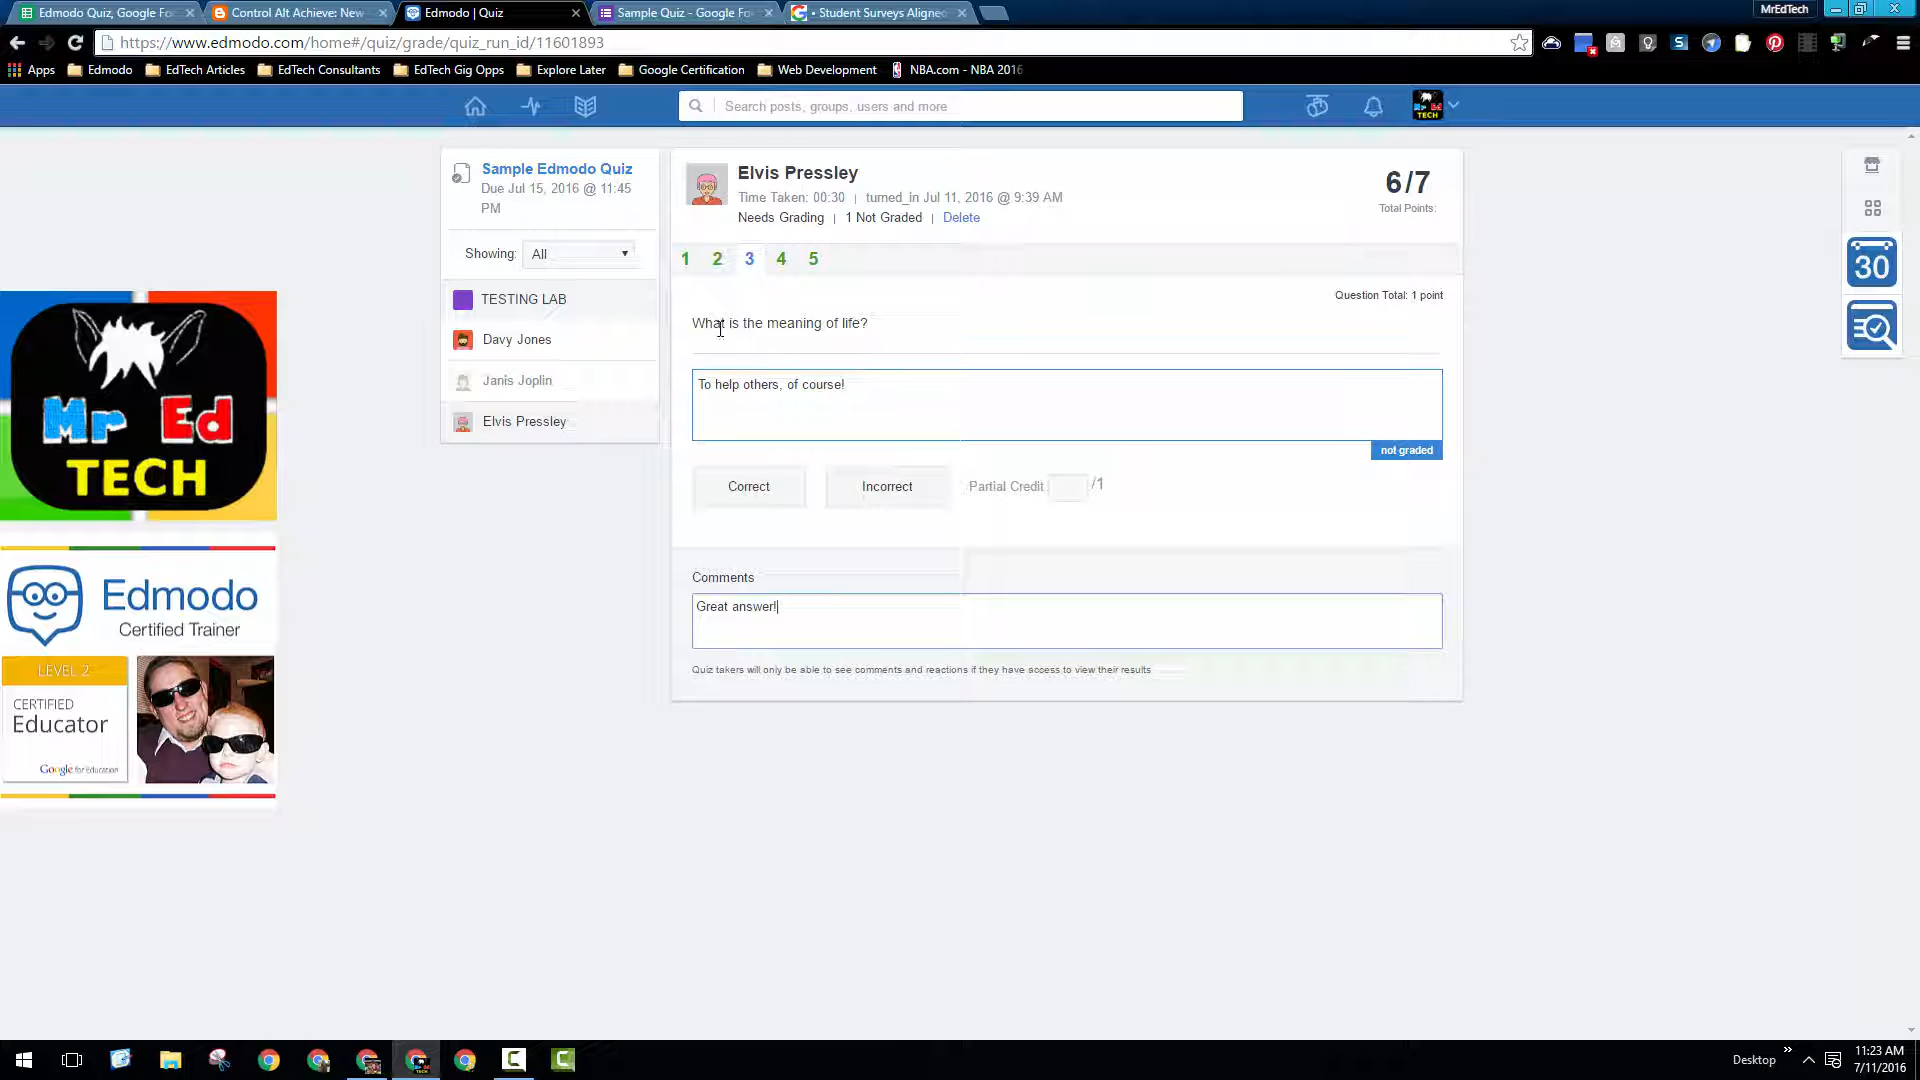 Edmodo Quiz, Google Fo
Control Alt Achieve: New
Edmodo | Quiz
Sample Quiz - Google Fo
• Student Surveys Aligne
MrEdTech
https://www.edmodo.com/home#/quiz/grade/quiz_run_id/11601893
Apps
Edmodo
EdTech Articles
EdTech Consultants
EdTech Gig Opps
Explore Later
Google Certification
Web Development
NBA.com - NBA 2016
Search posts, groups, users and more
Mr Ed
TECH
Sample Edmodo Quiz
Due Jul 15, 2016 @ 11:45
PM
Showing: All
TESTING LAB
Davy Jones
Janis Joplin
Elvis Pressley
Elvis Pressley
Time Taken: 00:30 | turned_in Jul 11, 2016 @ 9:39 AM
Needs Grading | 1 Not Graded | Delete
6/7
Total Points:
1 2 3 4 5
Question Total: 1 point
What is the meaning of life?
To help others, of course!
not graded
Correct
Incorrect
Partial Credit /1
Comments
Great answer!
Quiz takers will only be able to see comments and reactions if they have access to view their results
30
Mr Ed
TECH
Edmodo
Certified Trainer
LEVEL 2
CERTIFIED
Educator
Google for Education
Desktop
11:23 AM
7/11/2016